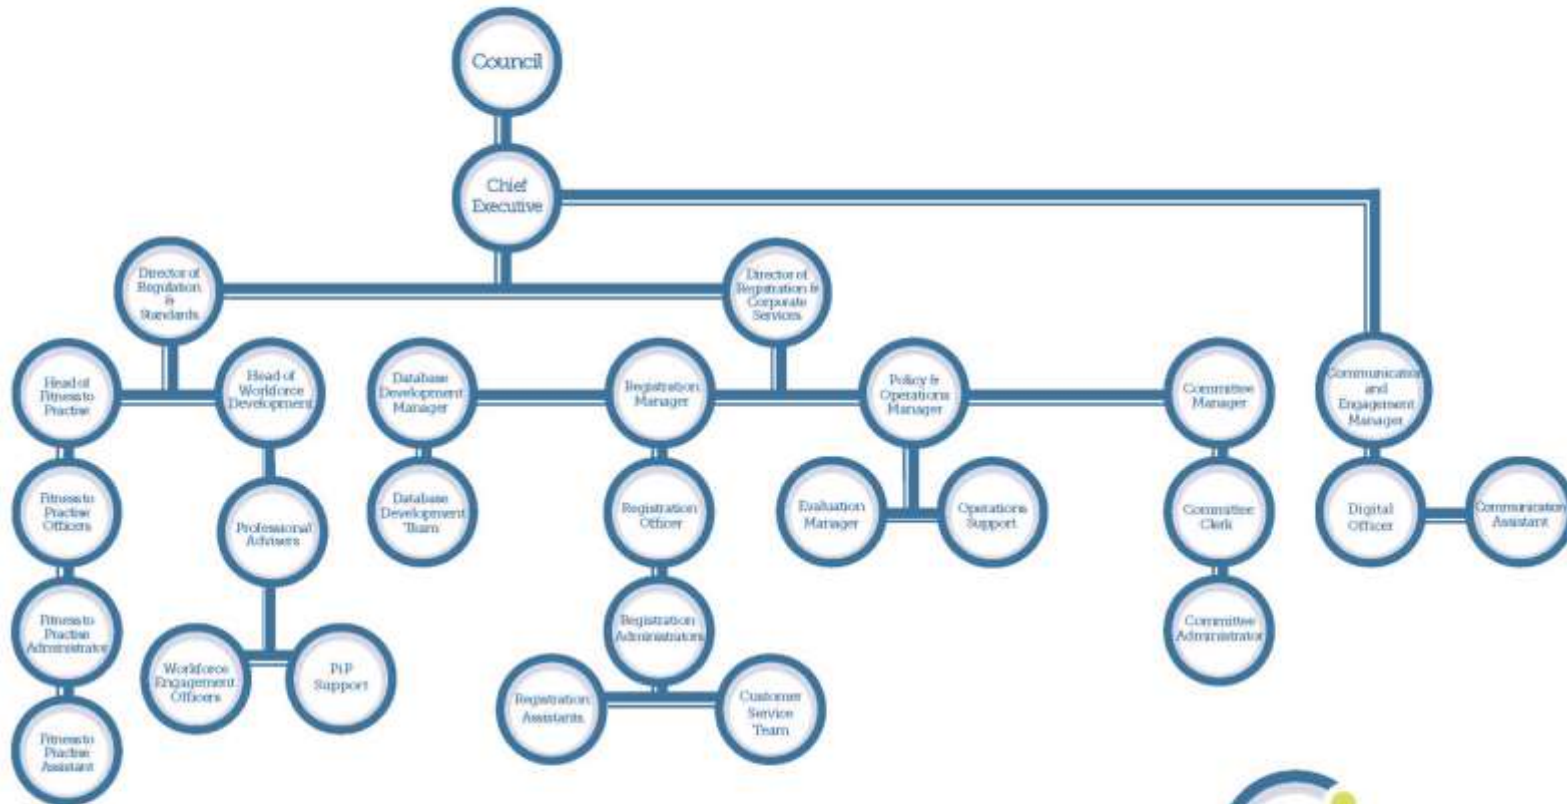 Council
Chief
Executive
Director of
Regulation
&
Standards
Director of
Registration &
Corporate
Services
Head of
Fitness to
Practise
Head of
Workforce
Development
Database
Development
Manager
Registration
Manager
Policy &
Operations
Manager
Committee
Manager
Communication
and
Engagement
Manager
Fitness to
Practise
Officers
Professional
Advisers
Database
Development
Team
Registration
Officer
Evaluation
Manager
Operations
Support
Committee
Clerk
Digital
Officer
Communication
Assistant
Fitness to
Practise
Administrator
Workforce
Engagement
Officers
PiP
Support
Registration
Administrators
Committee
Administrator
Fitness to
Practise
Assistant
Registration
Assistants
Customer
Service
Team